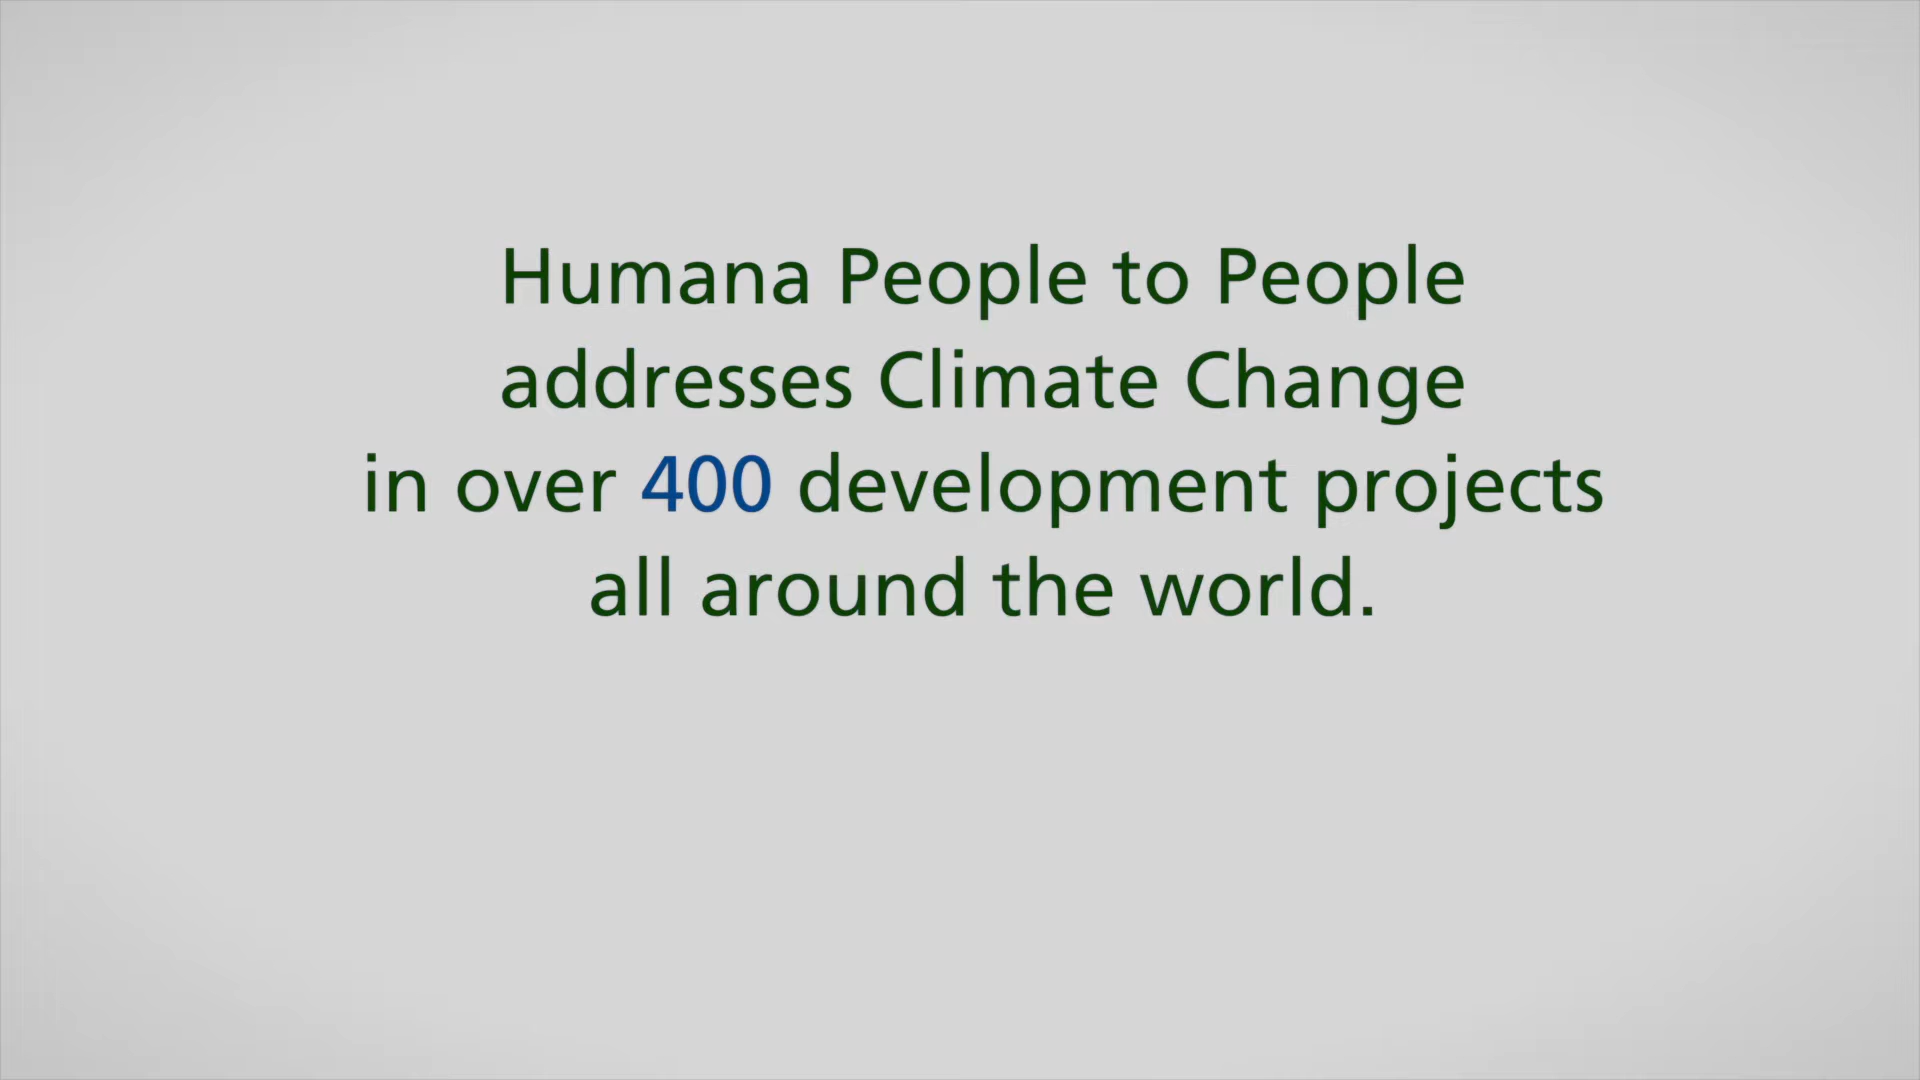 Humana People to People
addresses Climate Change
in over 400 development projects
all around the world.